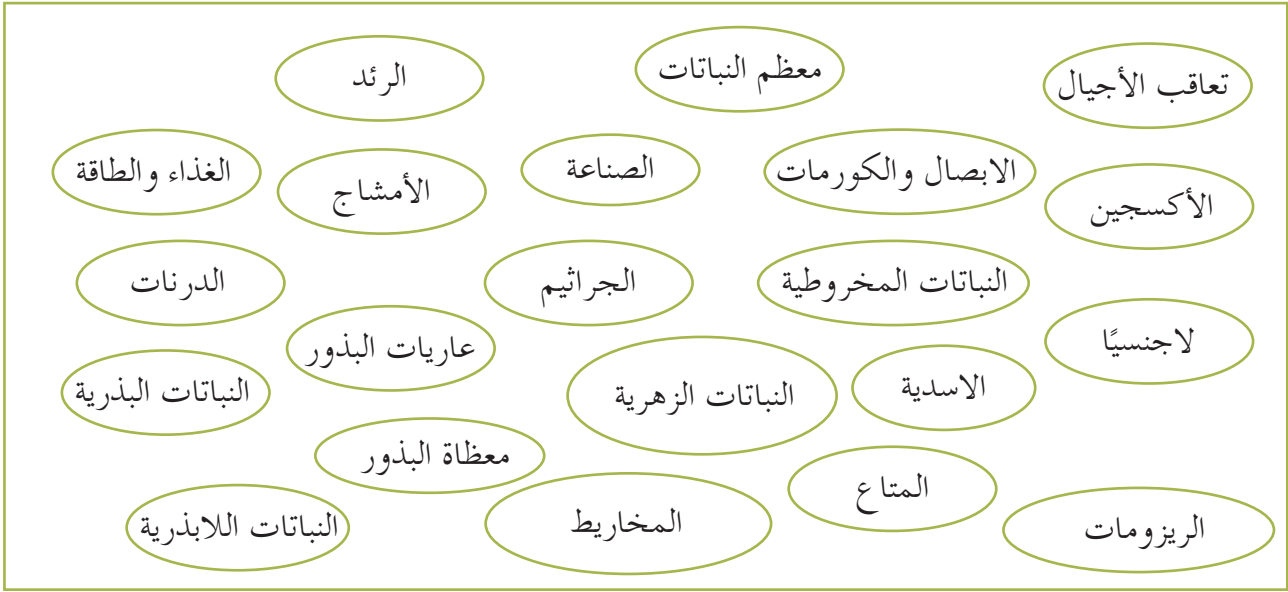 تعاقب الأجيال
معظم النباتات
الرئد
الابصال والكورمات
الصناعة
الغذاء والطاقة
الأمشاج
الأكسجين
النباتات المخروطية
الجراثيم
الدرنات
لاجنسيًا
عاريات البذور
الاسدية
النباتات الزهرية
النباتات البذرية
معظاة البذور
المتاع
المخاريط
النباتات اللابذرية
الريزومات